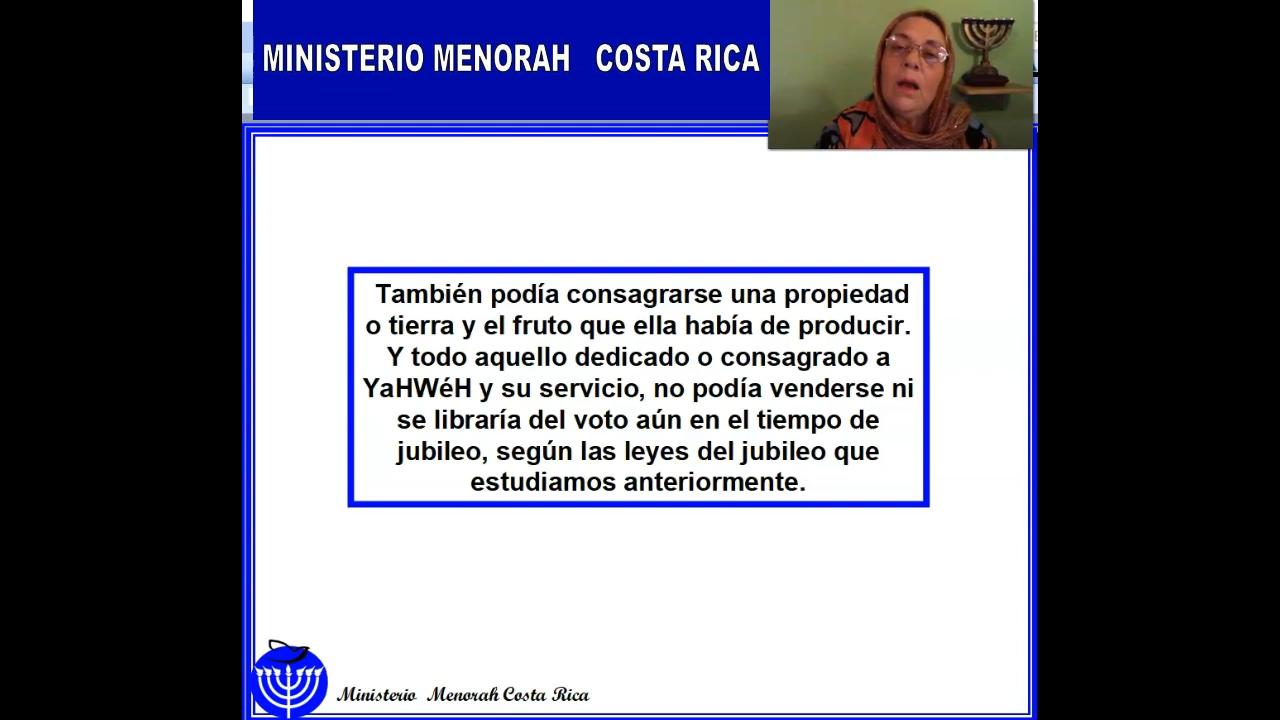 MINISTERIO MENORAH COSTA RICA
También podía consagrarse una propiedad
o tierra y el fruto que ella había de producir.
Y todo aquello dedicado o consagrado a
YaHWéH y su servicio, no podía venderse ni
se libraría del voto aún en el tiempo de
jubileo, según las leyes del jubileo que
estudiamos anteriormente.
Ministerio Menorah Costa Rica